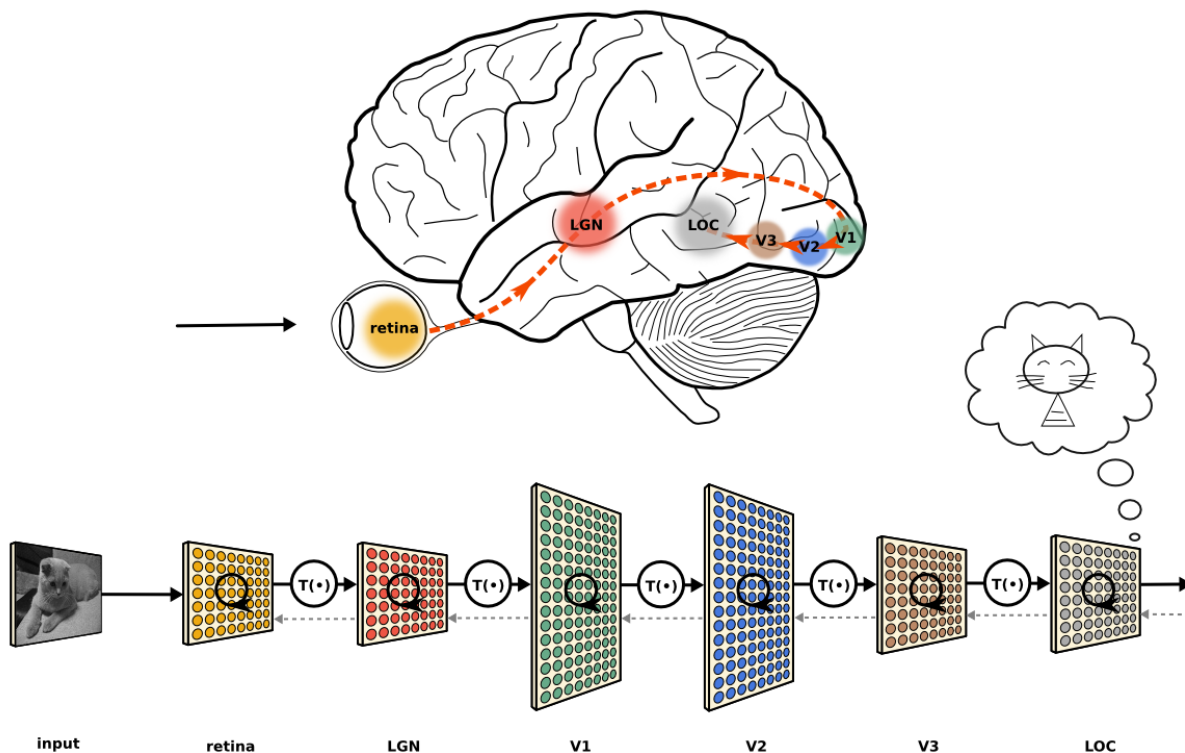 LGN
LOC
V3
V2
V1
retina
T(•)
T(•)
T(•)
T(•)
T(•)
input
retina
LGN
V1
V2
V3
LOC